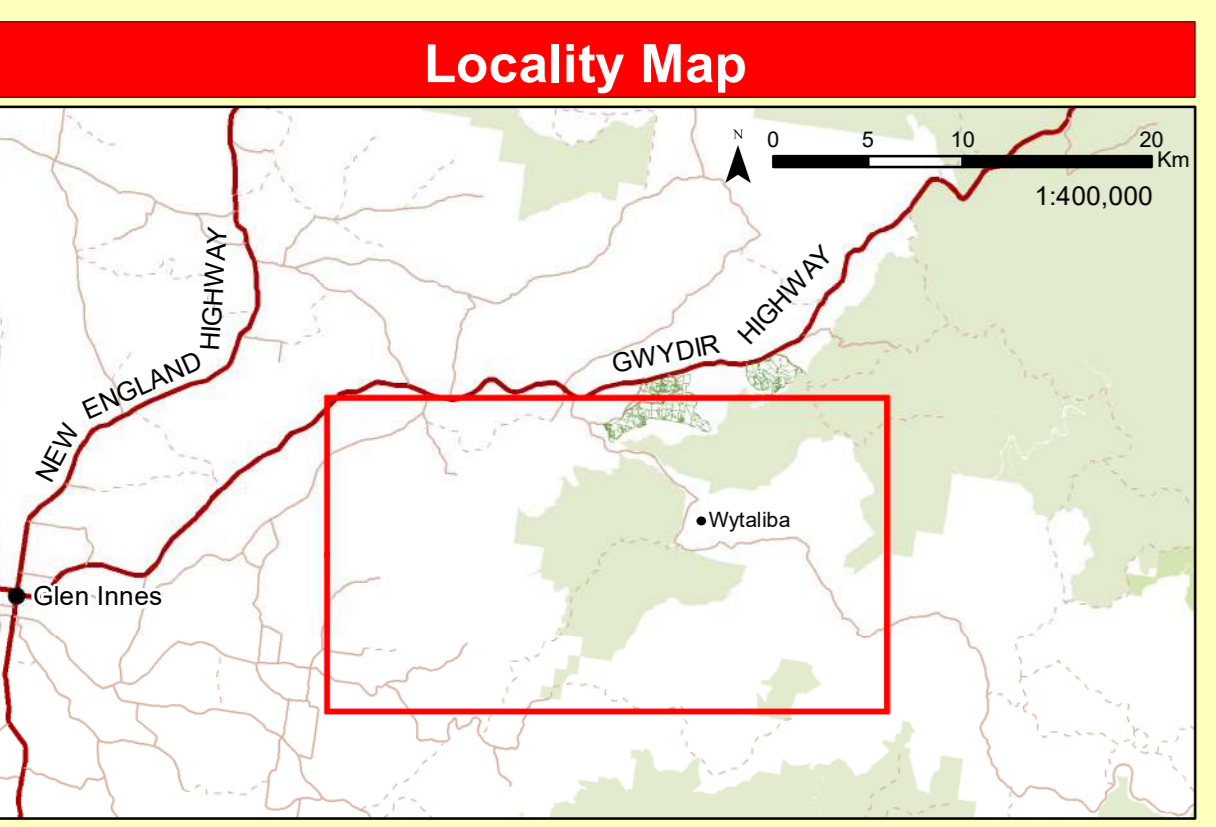 Locality Map
N
0 5 10 20
Km
1:400,000
NEW ENGLAND HIGHWAY
GWYDIR HIGHWAY
Wytaliba
Glen Innes